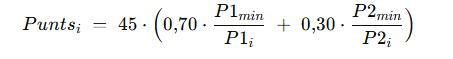 Punts_i = 45 · (0,70 · P1_min / P1_i + 0,30 · P2_min / P2_i)